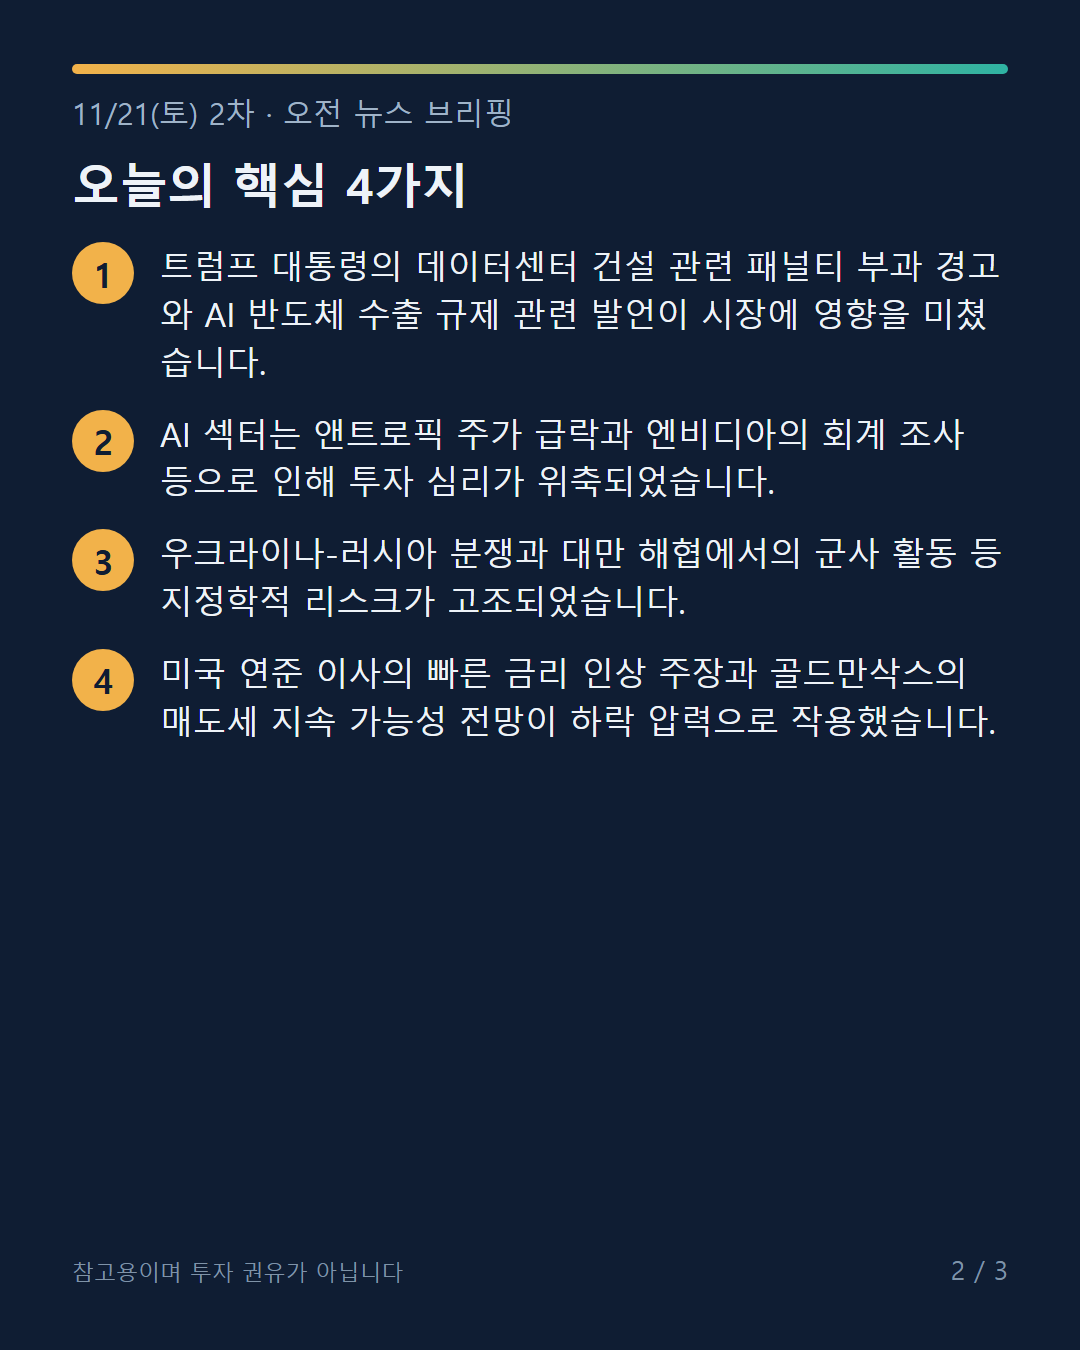 11/21(토) 2차 · 오전 뉴스 브리핑
오늘의 핵심 4가지
1 트럼프 대통령의 데이터센터 건설 관련 패널티 부과 경고
와 AI 반도체 수출 규제 관련 발언이 시장에 영향을 미쳤
습니다.
2 AI 섹터는 앤트로픽 주가 급락과 엔비디아의 회계 조사
등으로 인해 투자 심리가 위축되었습니다.
3 우크라이나-러시아 분쟁과 대만 해협에서의 군사 활동 등
지정학적 리스크가 고조되었습니다.
4 미국 연준 이사의 빠른 금리 인상 주장과 골드만삭스의
매도세 지속 가능성 전망이 하락 압력으로 작용했습니다.
참고용이며 투자 권유가 아닙니다 2 / 3